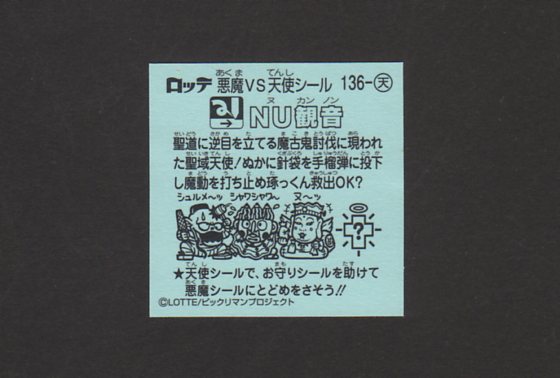 ロッテ 悪魔VS天使シール 136-天
NU観音
聖道に逆目を立てる魔古鬼討伐に現われ
た聖域天使!ぬかに針袋を手榴弾に投下
し魔動を打ち止め琢っくん救出OK?
シュルメ〜ッ シャワシャワ〜 ヌ〜ッ
?
★天使シールで、お守りシールを助けて
悪魔シールにとどめをさそう!!
©LOTTE/ビックリマンプロジェクト